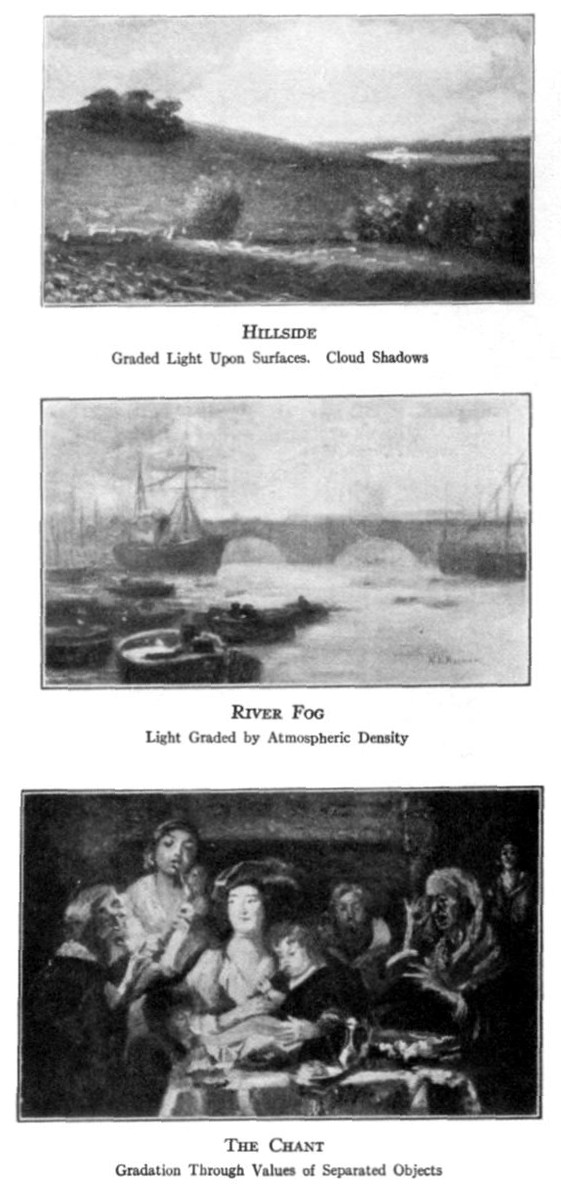 HILLSIDE
Graded Light Upon Surfaces. Cloud Shadows
RIVER FOG
Light Graded by Atmospheric Density
THE CHANT
Gradation Through Values of Separated Objects